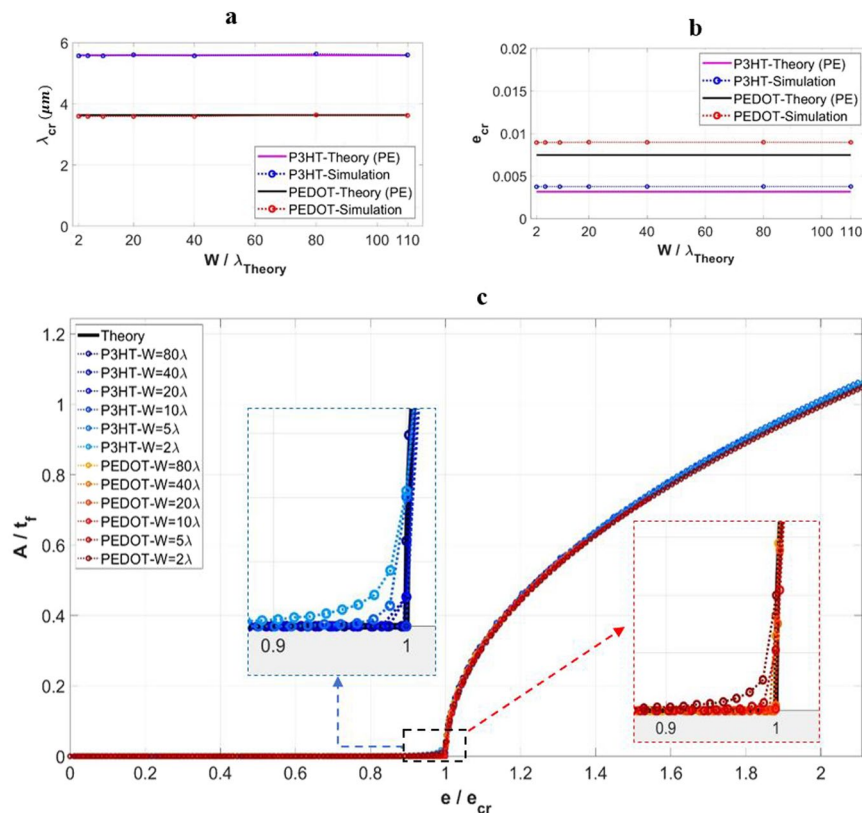 a
b
6
4
2
0
λcr (μm)
P3HT-Theory (PE)
P3HT-Simulation
PEDOT-Theory (PE)
PEDOT-Simulation
2 20 40 60 80 100 110
W / λTheory
0.02
0.015
0.01
0.005
0
ecr
P3HT-Theory (PE)
P3HT-Simulation
PEDOT-Theory (PE)
PEDOT-Simulation
2 20 40 60 80 100 110
W / λTheory
c
1.2
1
0.8
0.6
0.4
0.2
0
A / tf
Theory
P3HT-W=80λ
P3HT-W=40λ
P3HT-W=20λ
P3HT-W=10λ
P3HT-W=5λ
P3HT-W=2λ
PEDOT-W=80λ
PEDOT-W=40λ
PEDOT-W=20λ
PEDOT-W=10λ
PEDOT-W=5λ
PEDOT-W=2λ
0.9 1
0.9 1
0 0.2 0.4 0.6 0.8 1 1.2 1.4 1.6 1.8 2
e / ecr